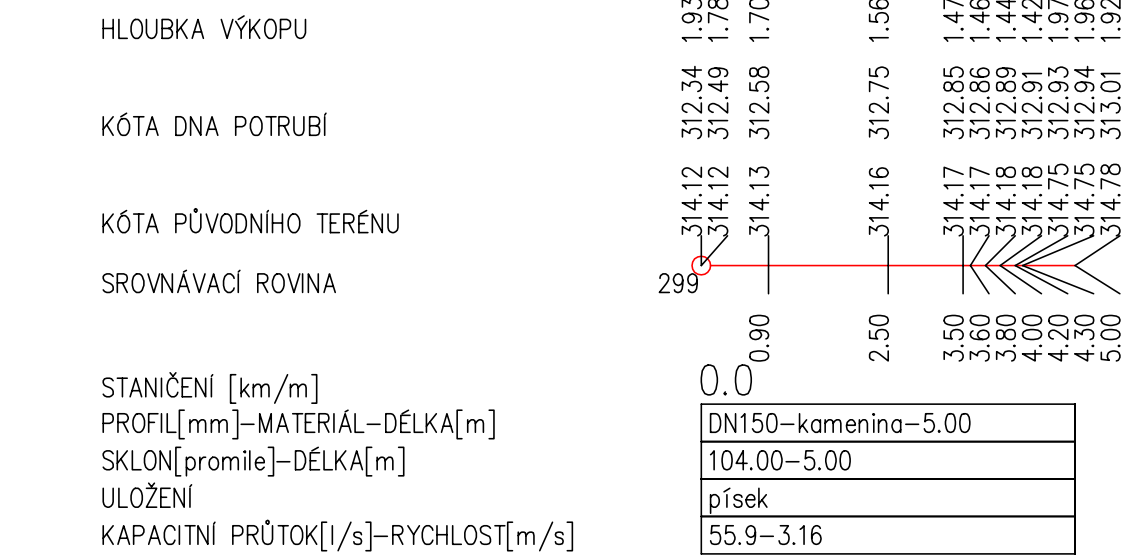 HLOUBKA VÝKOPU 1.93 1.78 1.70 1.56 1.47 1.46 1.44 1.42 1.97 1.96 1.92
KÓTA DNA POTRUBÍ 312.34 312.49 312.58 312.75 312.85 312.86 312.89 312.91 312.93 312.94 313.01
KÓTA PŮVODNÍHO TERÉNU 314.12 314.12 314.13 314.16 314.17 314.17 314.18 314.18 314.75 314.75 314.78
SROVNÁVACÍ ROVINA 299
0.90 2.50 3.50 3.60 3.80 4.00 4.20 4.30 5.00
STANIČENÍ [km/m] 0.0
PROFIL[mm]–MATERIÁL–DÉLKA[m] DN150–kamenina–5.00
SKLON[promile]–DÉLKA[m] 104.00–5.00
ULOŽENÍ písek
KAPACITNÍ PRŮTOK[l/s]–RYCHLOST[m/s] 55.9–3.16